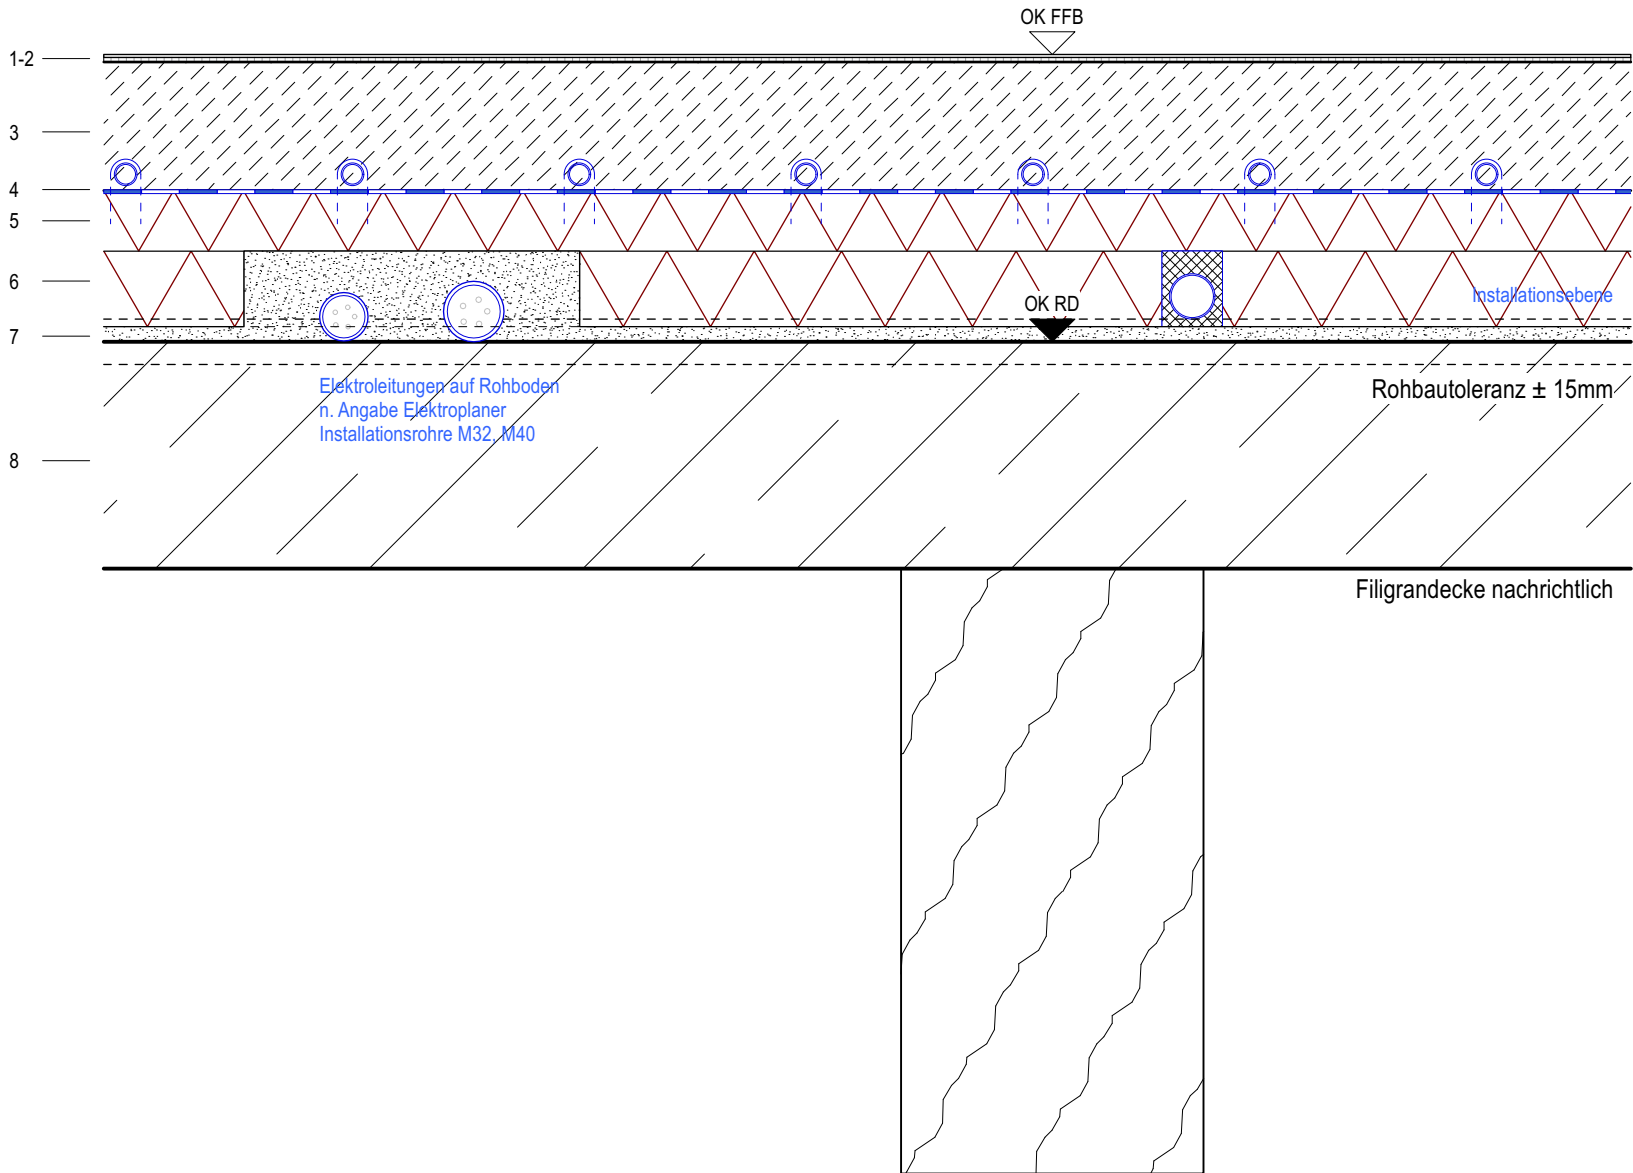 OK FFB
1-2
3
4
5
6
OK RD
Installationsebene
7
Elektroleitungen auf Rohboden
n. Angabe Elektroplaner
Installationsrohre M32, M40
Rohbautoleranz ± 15mm
8
Filigrandecke nachrichtlich